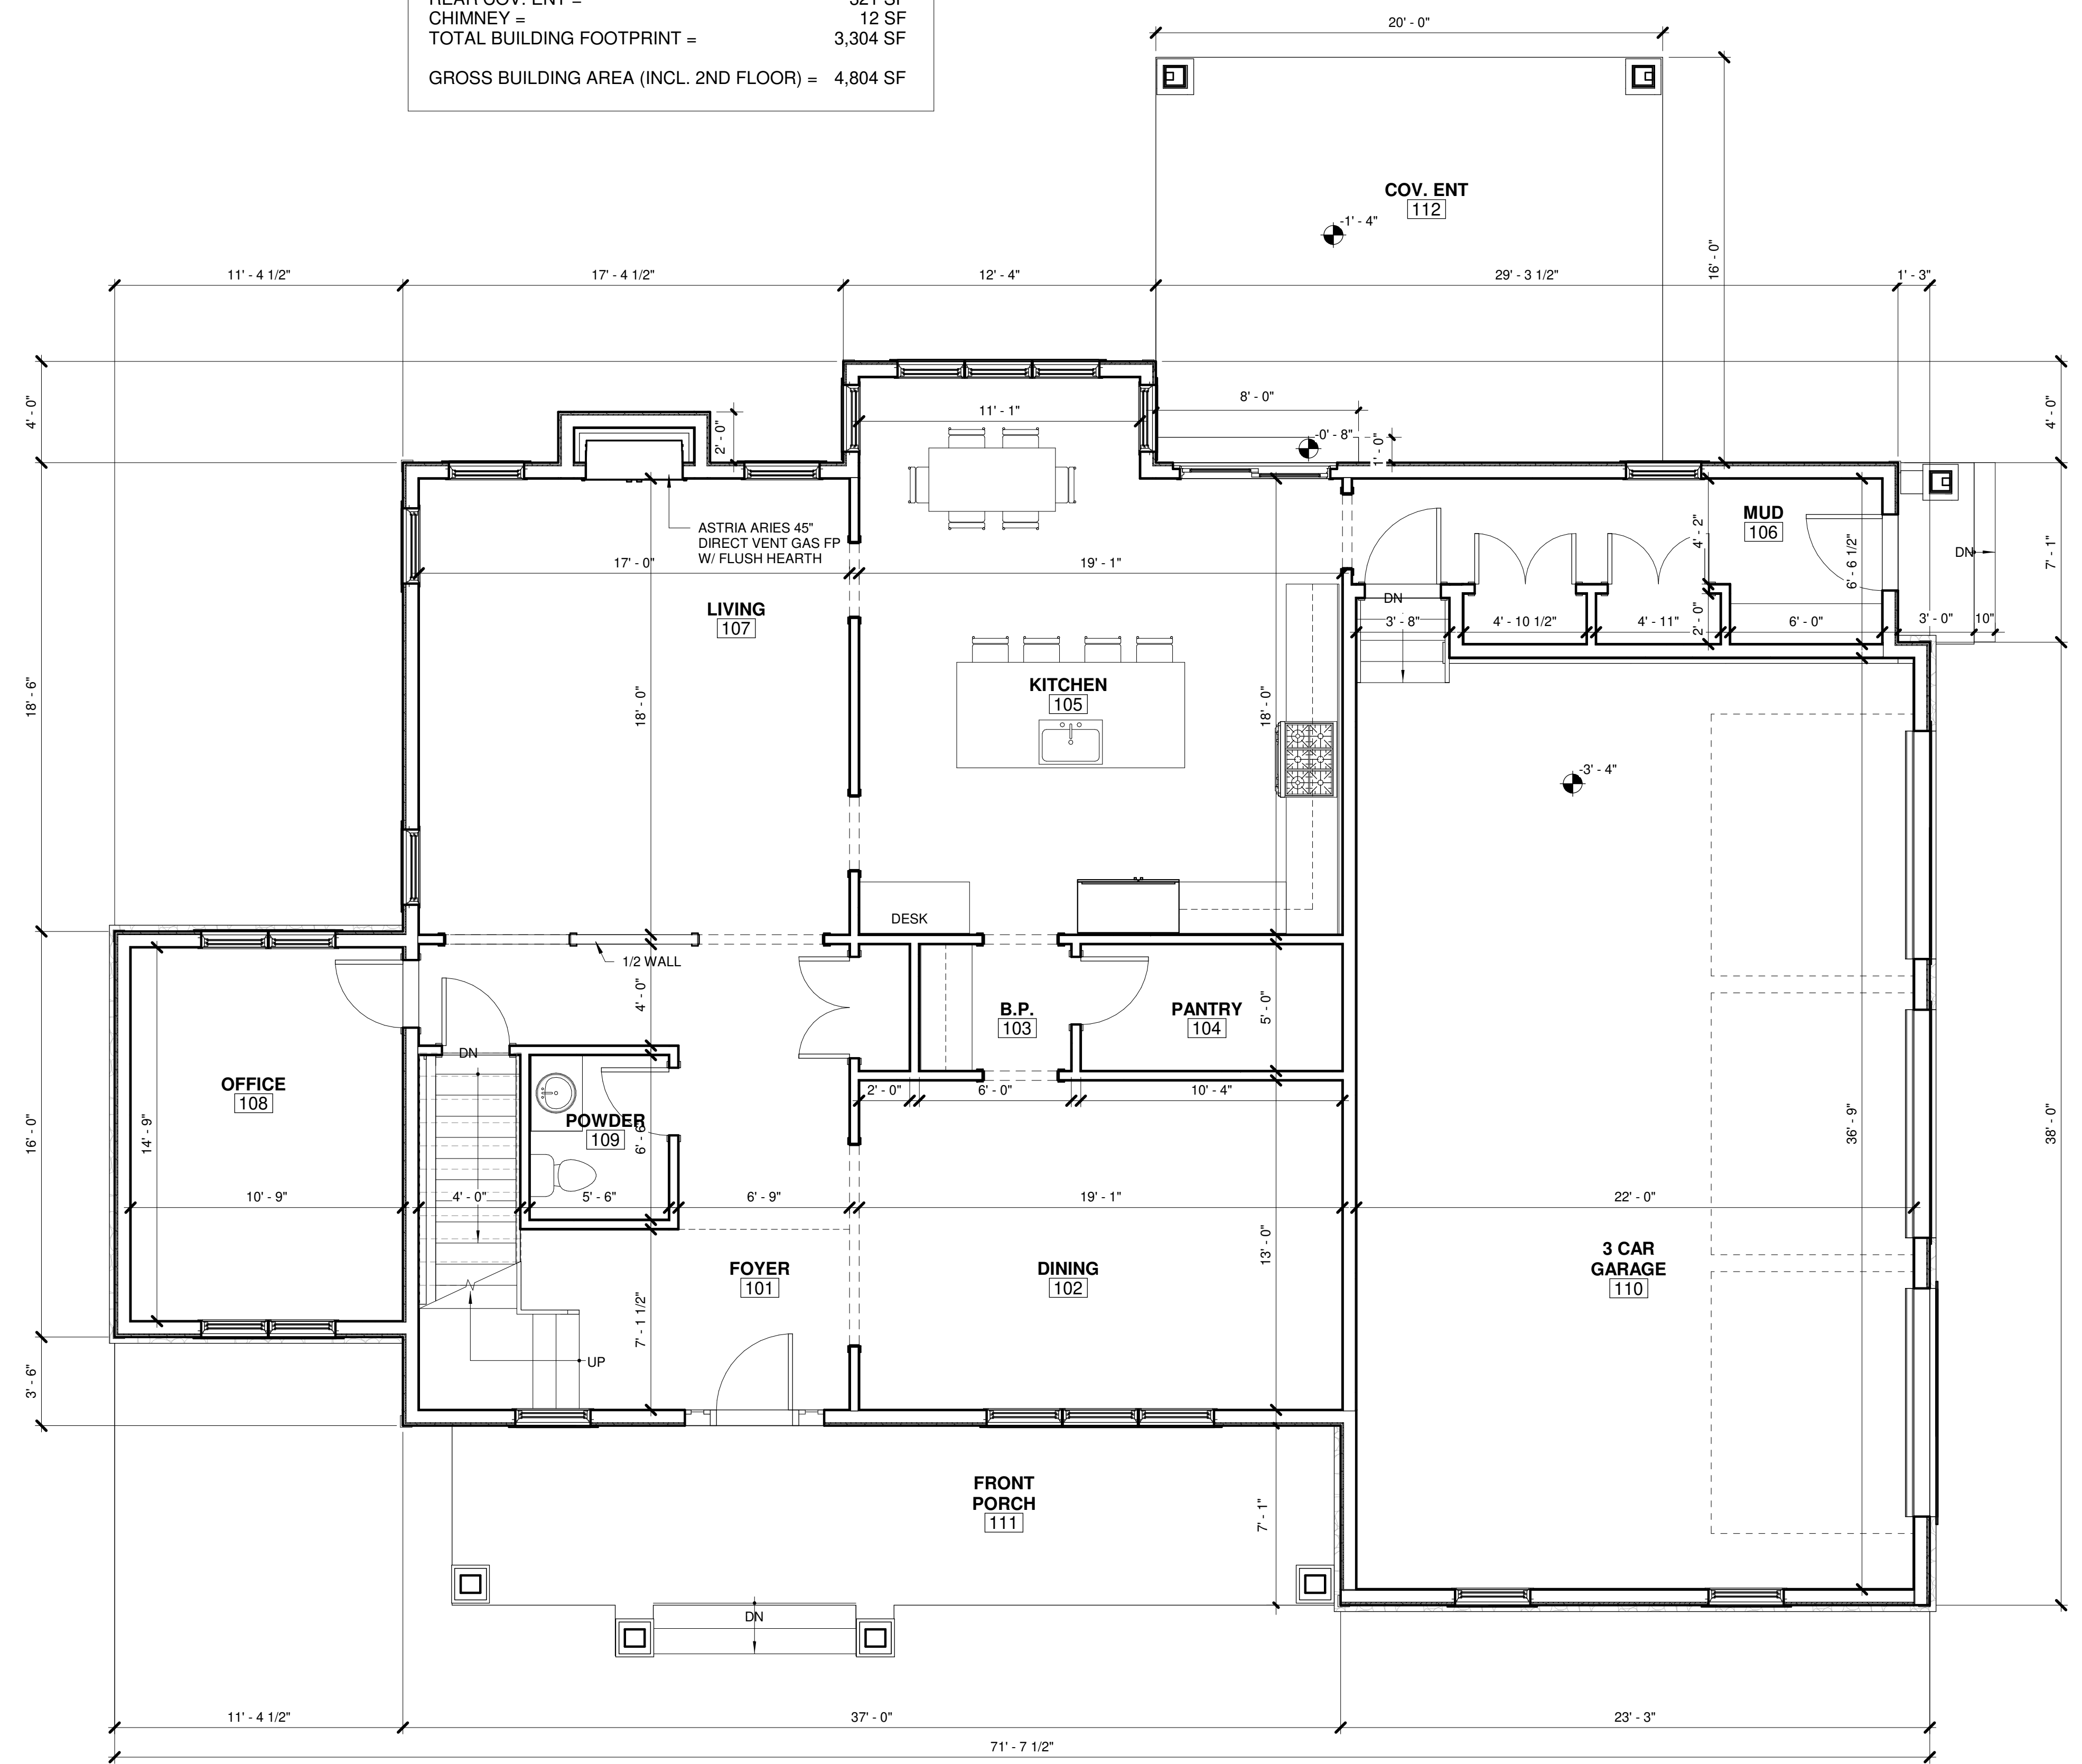 REAR COV. ENT = 321 SF
CHIMNEY = 12 SF
TOTAL BUILDING FOOTPRINT = 3,304 SF
GROSS BUILDING AREA (INCL. 2ND FLOOR) = 4,804 SF
20' - 0"
COV. ENT
112
-1' - 4"
16' - 0"
11' - 4 1/2"
17' - 4 1/2"
12' - 4"
29' - 3 1/2"
1' - 3"
4' - 0"
2' - 0"
11' - 1"
8' - 0"
-0' - 8"
1' - 0"
4' - 0"
ASTRIA ARIES 45"
DIRECT VENT GAS FP
W/ FLUSH HEARTH
MUD
106
4' - 2"
6' - 6 1/2"
DN
7' - 1"
17' - 0"
19' - 1"
LIVING
107
DN
3' - 8"
4' - 10 1/2"
4' - 11"
2' - 0"
6' - 0"
3' - 0"
10"
18' - 6"
18' - 0"
KITCHEN
105
18' - 0"
-3' - 4"
DESK
1/2 WALL
4' - 0"
B.P.
103
PANTRY
104
5' - 0"
DN
OFFICE
108
14' - 9"
16' - 0"
POWDER
109
6' - 6"
2' - 0"
6' - 0"
10' - 4"
36' - 9"
38' - 0"
10' - 9"
4' - 0"
5' - 6"
6' - 9"
19' - 1"
22' - 0"
13' - 0"
3 CAR
GARAGE
110
FOYER
101
DINING
102
7' - 1 1/2"
UP
3' - 6"
FRONT
PORCH
111
7' - 1"
DN
11' - 4 1/2"
37' - 0"
23' - 3"
71' - 7 1/2"